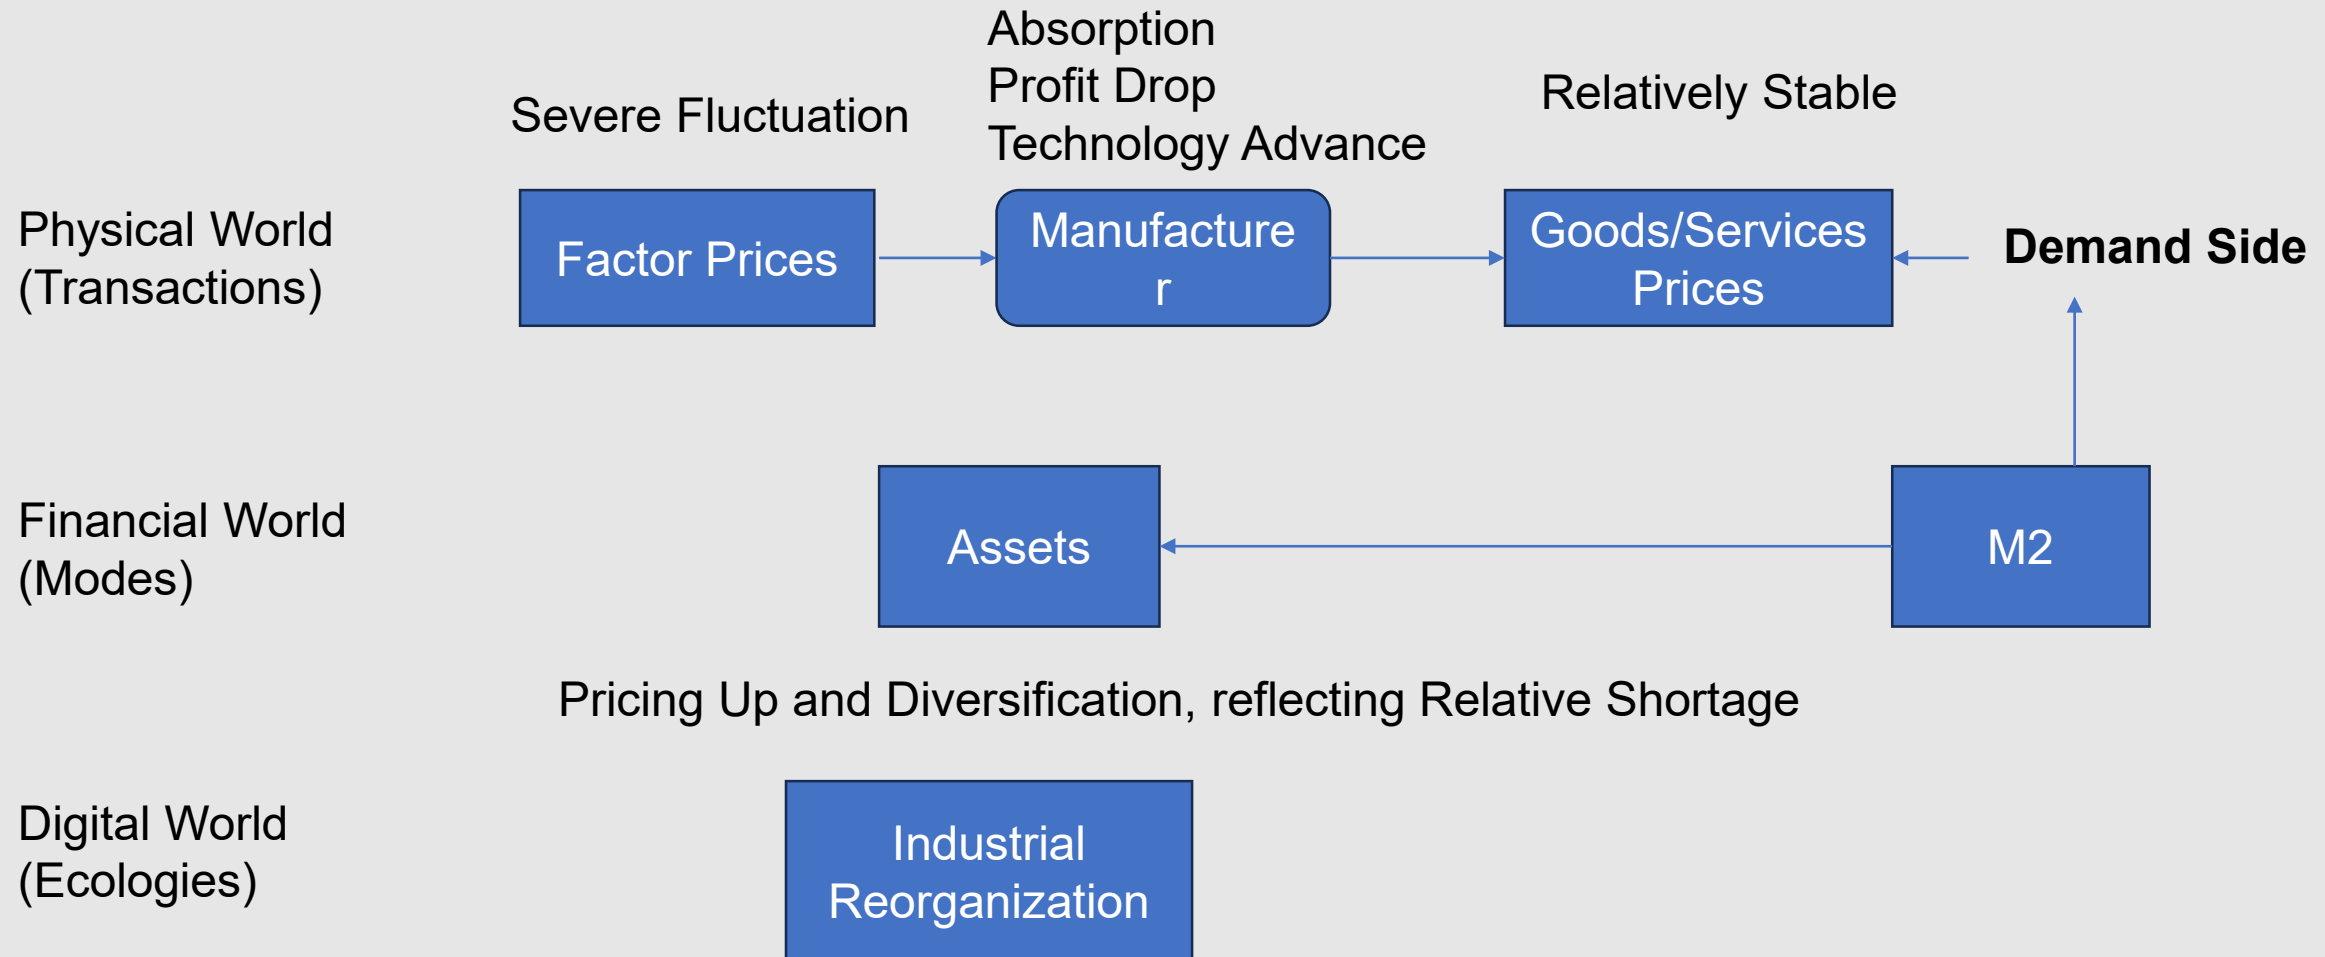 Absorption
Profit Drop
Technology Advance
Severe Fluctuation
Relatively Stable
Physical World
(Transactions)
Factor Prices
Manufacture
r
Goods/Services
Prices
Demand Side
Financial World
(Modes)
Assets
M2
Pricing Up and Diversification, reflecting Relative Shortage
Digital World
(Ecologies)
Industrial
Reorganization